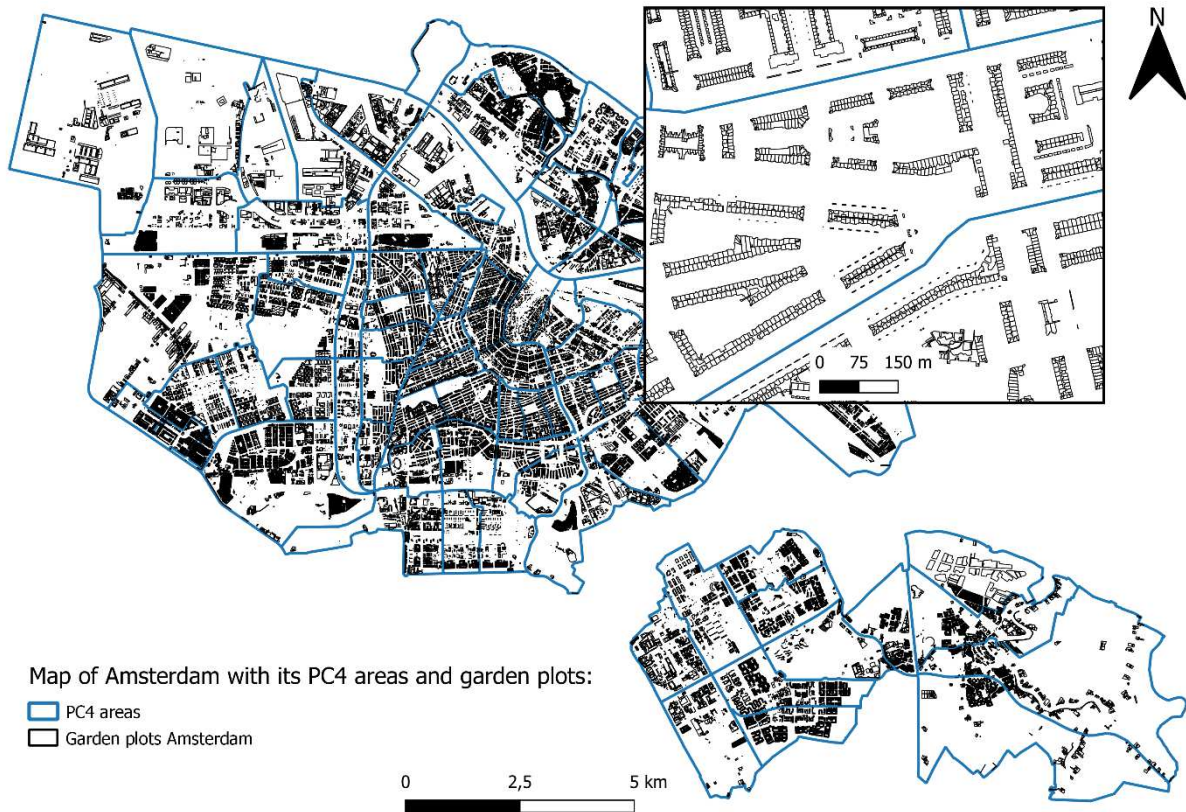 N
0 75 150 m
Map of Amsterdam with its PC4 areas and garden plots:
PC4 areas
Garden plots Amsterdam
0 2,5 5 km